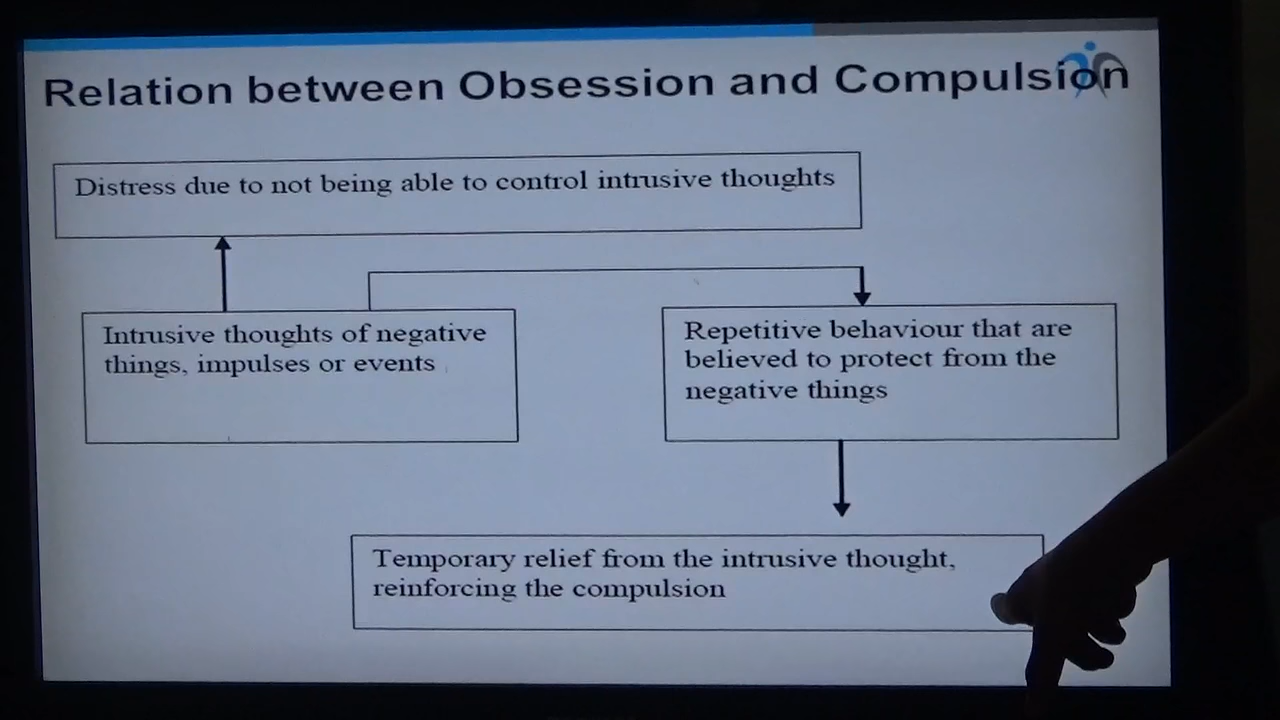 Relation between Obsession and Compulsion
Distress due to not being able to control intrusive thoughts
Intrusive thoughts of negative
things, impulses or events
Repetitive behaviour that are
believed to protect from the
negative things
Temporary relief from the intrusive thought,
reinforcing the compulsion